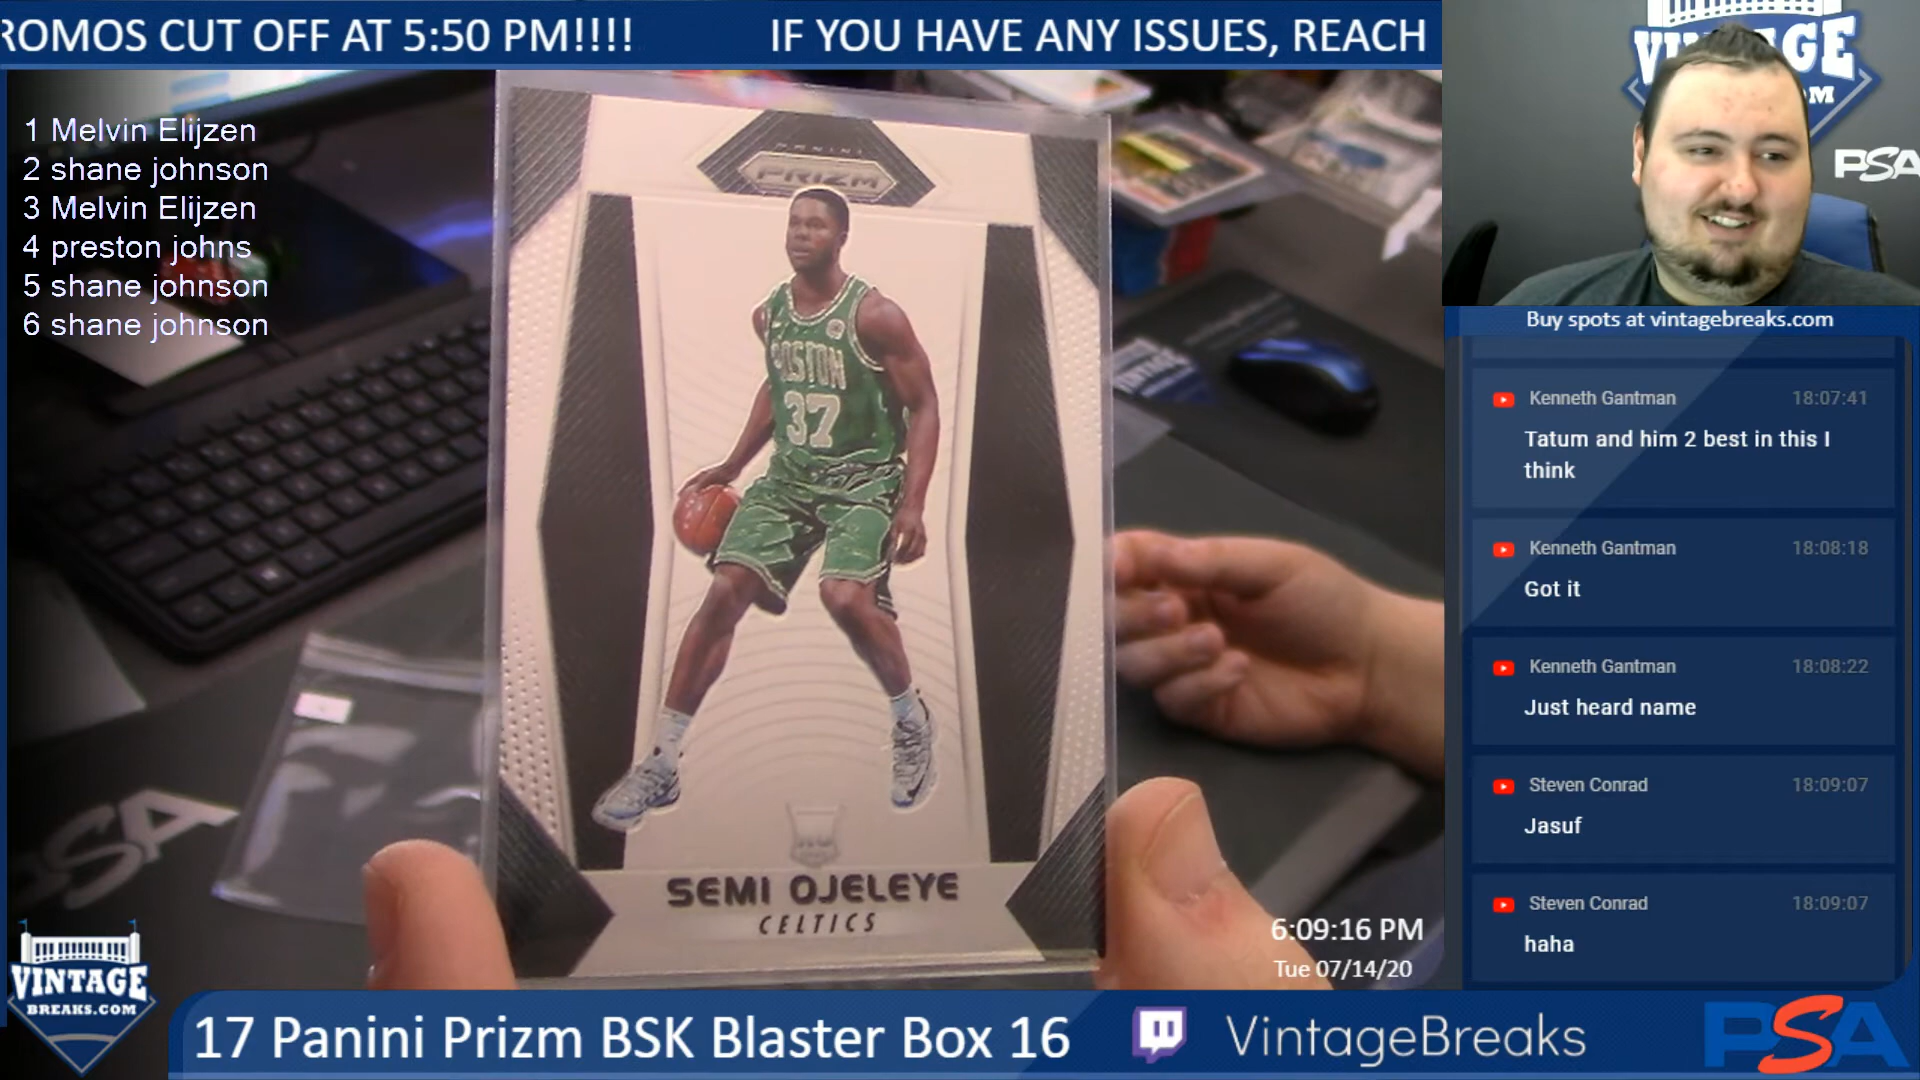 ROMOS CUT OFF AT 5:50 PM!!!! IF YOU HAVE ANY ISSUES, REACH
1 Melvin Elijzen
2 shane johnson
3 Melvin Elijzen
4 preston johns
5 shane johnson
6 shane johnson
PANINI
PRIZM
BOSTON
37
SEMI OJELEYE
CELTICS
PSA
VINTAGE
6:09:16 PM
Tue 07/14/20
PSA
Buy spots at vintagebreaks.com
Kenneth Gantman 18:07:41
Tatum and him 2 best in this I
think
Kenneth Gantman 18:08:18
Got it
Kenneth Gantman 18:08:22
Just heard name
Steven Conrad 18:09:07
Jasuf
Steven Conrad 18:09:07
haha
VINTAGE
BREAKS.COM
17 Panini Prizm BSK Blaster Box 16
VintageBreaks
PSA